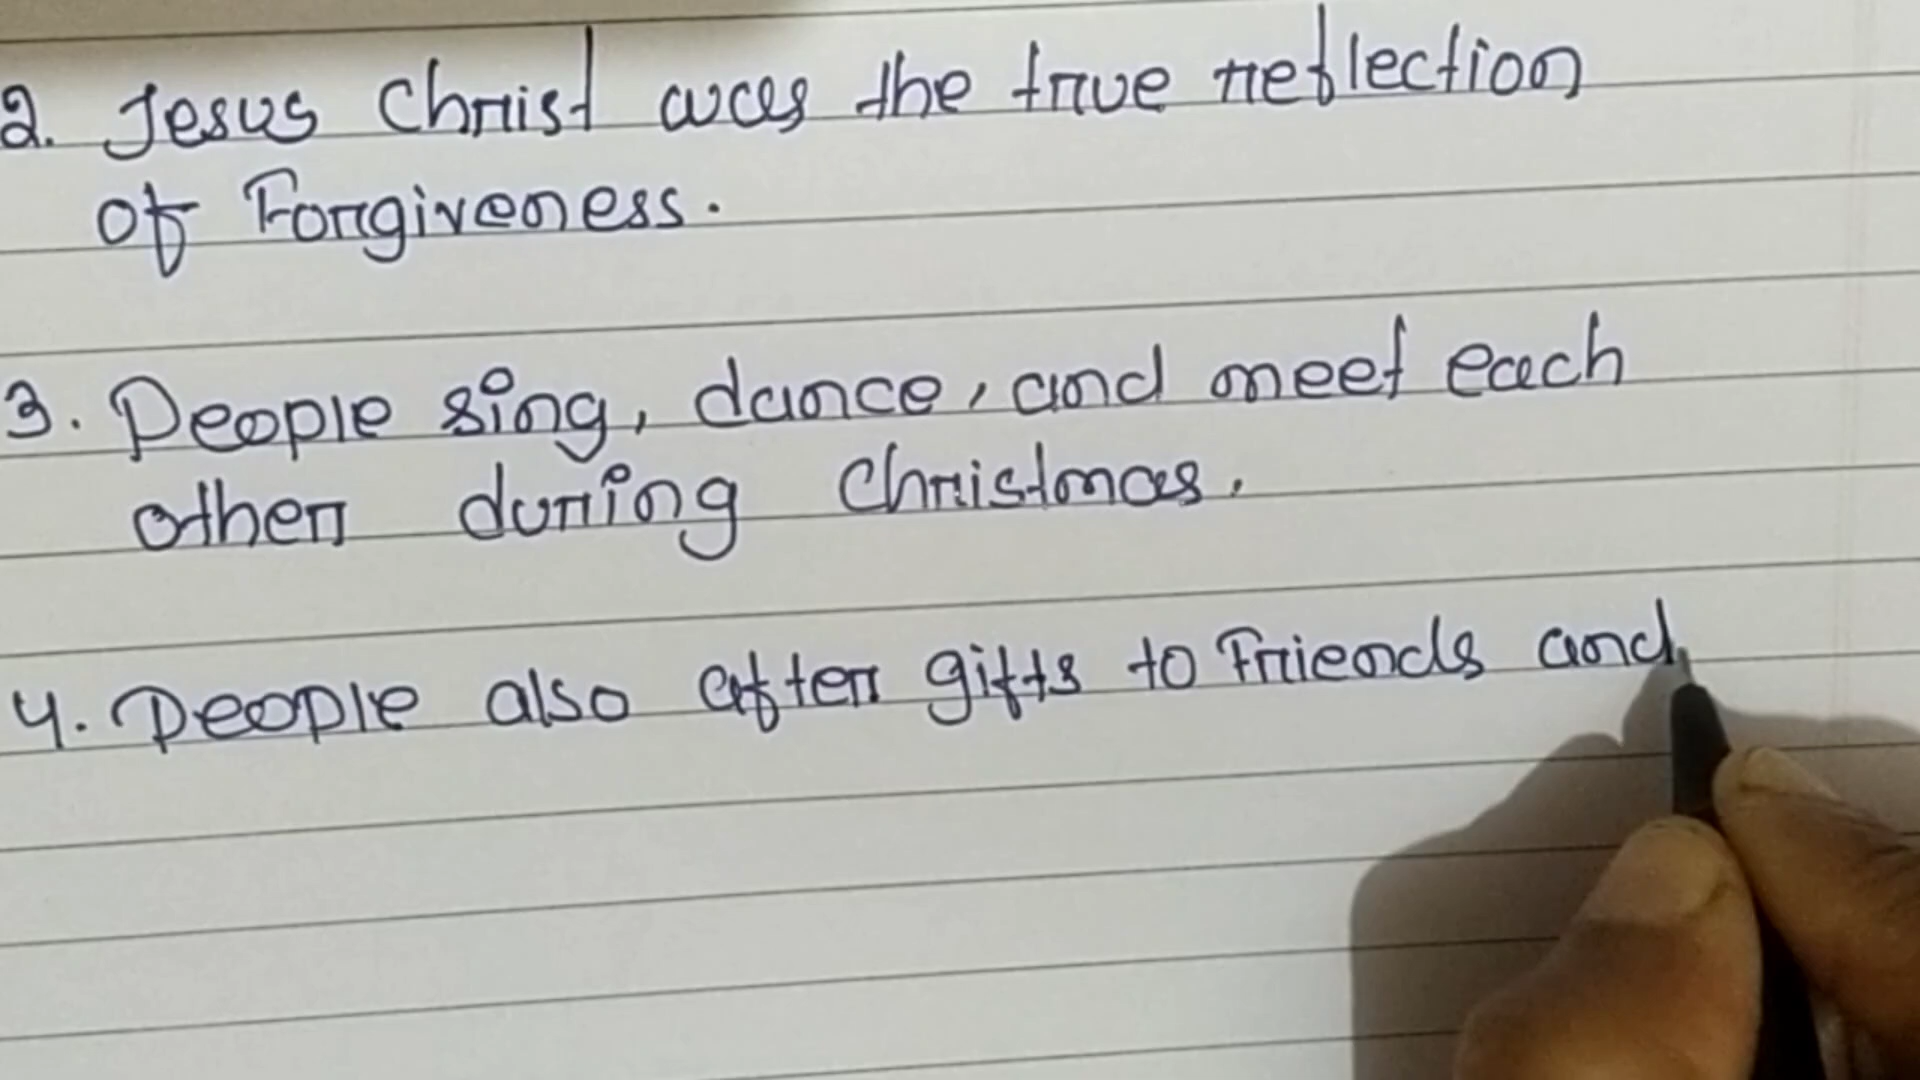 2. Jesus Christ was the true reflection
of Forgiveness.
3. People sing, dance, and meet each
other during Christmas.
4. People also after gifts to Friends and